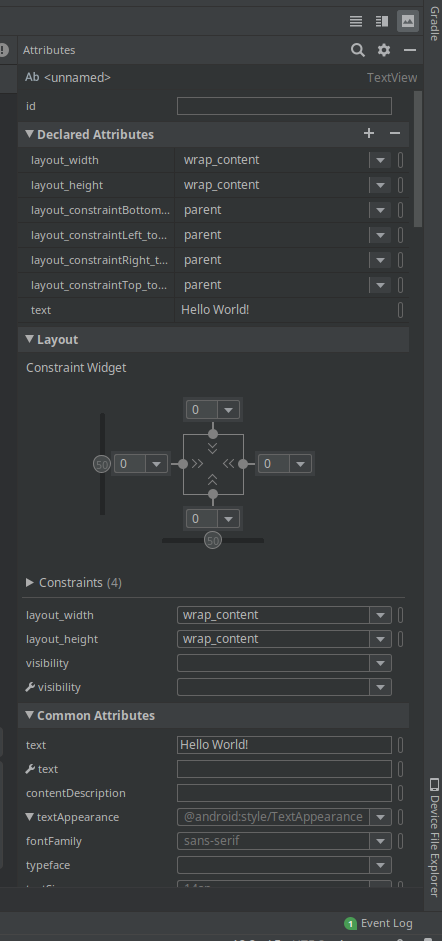 Gradle
Attributes
Ab <unnamed>
TextView
id
Declared Attributes
layout_width wrap_content
layout_height wrap_content
layout_constraintBottom... parent
layout_constraintLeft_to... parent
layout_constraintRight_t... parent
layout_constraintTop_to... parent
text Hello World!
Layout
Constraint Widget
0
50 0 0
0
50
Constraints (4)
layout_width wrap_content
layout_height wrap_content
visibility
visibility
Common Attributes
text Hello World!
text
contentDescription
textAppearance @android:style/TextAppearance
fontFamily sans-serif
typeface
Device File Explorer
1 Event Log